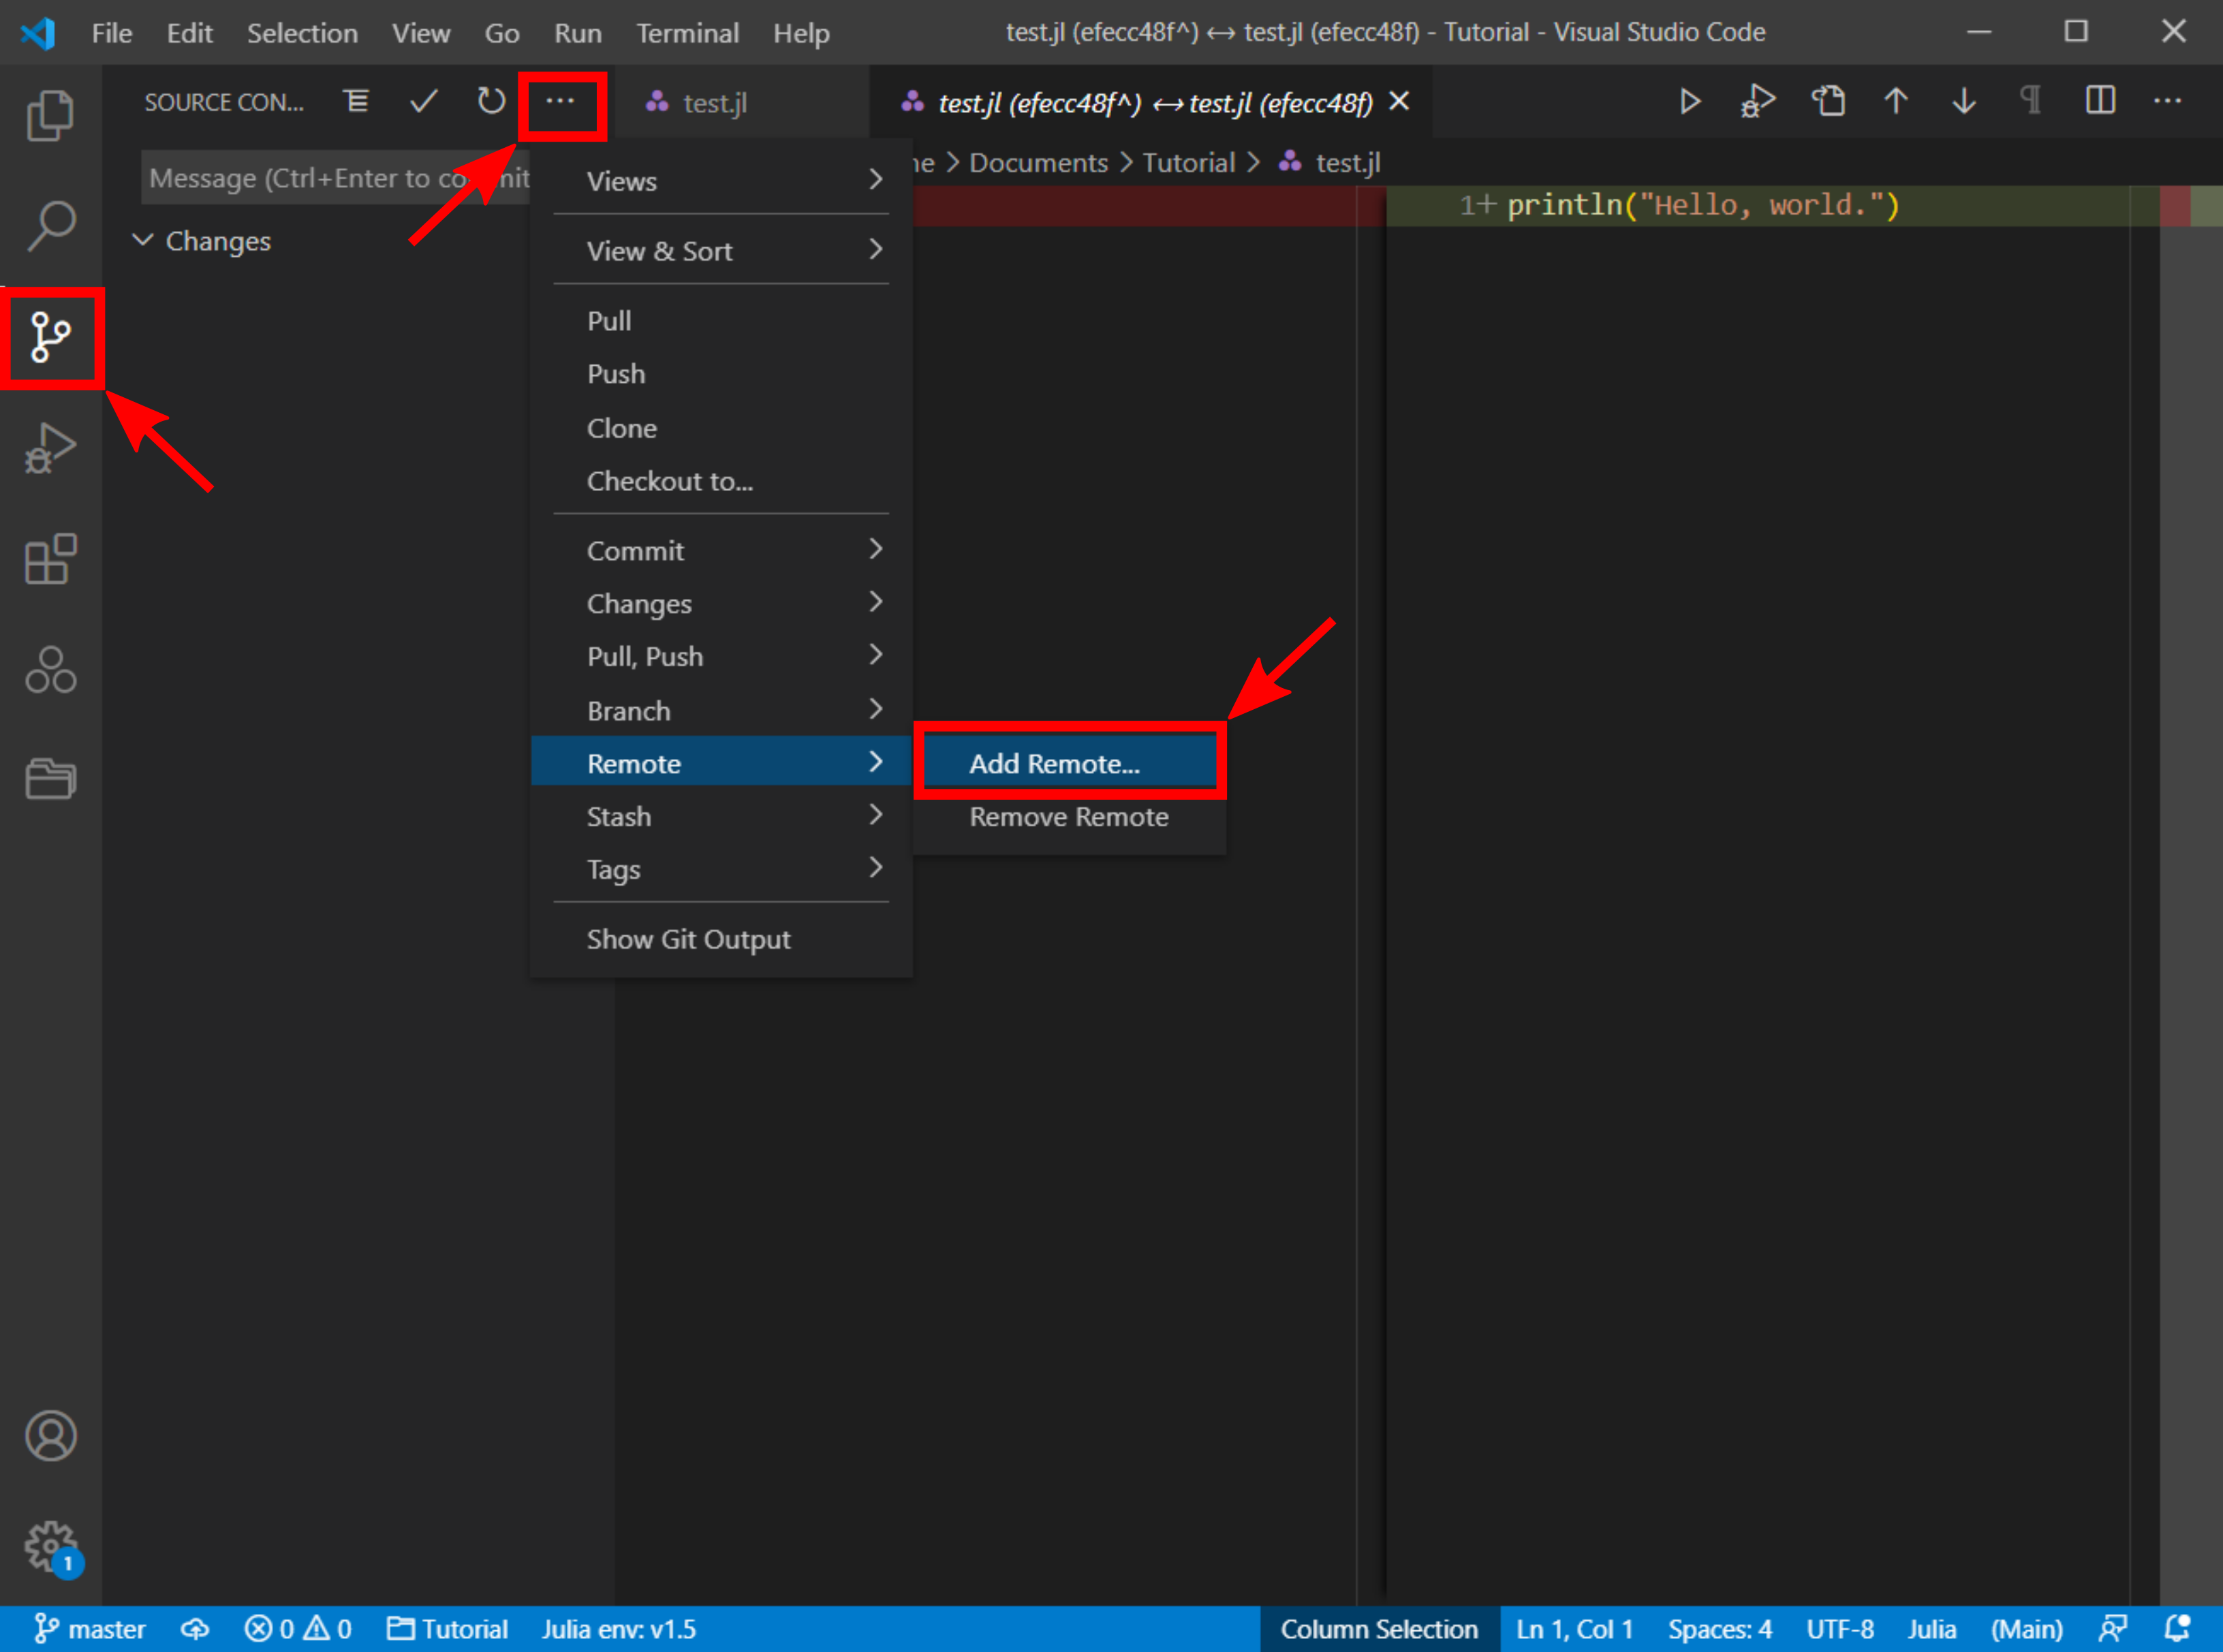 File Edit Selection View Go Run Terminal Help
test.jl (efecc48f^) ↔ test.jl (efecc48f) - Tutorial - Visual Studio Code
SOURCE CON...
test.jl
test.jl (efecc48f^) ↔ test.jl (efecc48f)
Message (Ctrl+Enter to
Changes
Documents > Tutorial > test.jl
1+ println("Hello, world.")
Views
View & Sort
Pull
Push
Clone
Checkout to...
Commit
Changes
Pull, Push
Branch
Remote
Stash
Tags
Show Git Output
Add Remote...
Remove Remote
1
master 0 0 Tutorial Julia env: v1.5
Column Selection Ln 1, Col 1 Spaces: 4 UTF-8 Julia (Main)